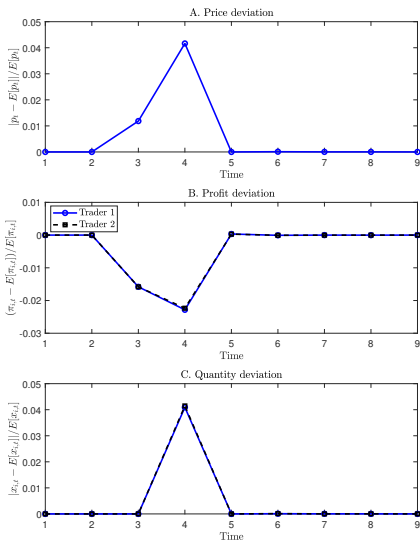 A. Price deviation
|p_t − E[p_t]|/E[p_t]
0.05
0.04
0.03
0.02
0.01
0
1 2 3 4 5 6 7 8 9
Time
B. Profit deviation
(π_{i,t} − E[π_{i,t}])/E[π_{i,t}]
0.01
0
-0.01
-0.02
-0.03
Trader 1
Trader 2
1 2 3 4 5 6 7 8 9
Time
C. Quantity deviation
|x_{i,t} − E[x_{i,t}]|/E[x_{i,t}]
0.05
0.04
0.03
0.02
0.01
0
1 2 3 4 5 6 7 8 9
Time